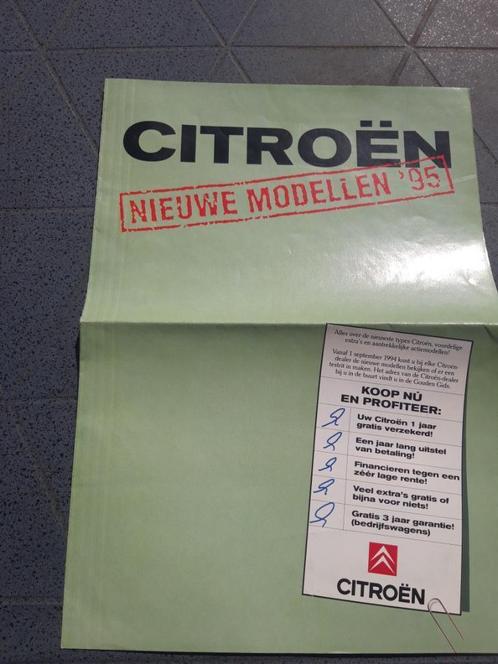 CITROËN
NIEUWE MODELLEN '95
Alles over de nieuwste types Citroën, voordelige
extra's en aantrekkelijke actiemodellen!
Vanaf 1 september 1994 kunt u bij elke Citroën-
dealer de nieuwe modellen bekijken of er een
testrit in maken. Het adres van de Citroën-dealer
bij u in de buurt vindt u in de Gouden Gids.
KOOP NÚ
EN PROFITEER:
Uw Citroën 1 jaar
gratis verzekerd!
Een jaar lang uitstel
van betaling!
Financieren tegen een
zéér lage rente!
Veel extra's gratis of
bijna voor niets!
Gratis 3 jaar garantie!
(bedrijfswagens)
CITROËN